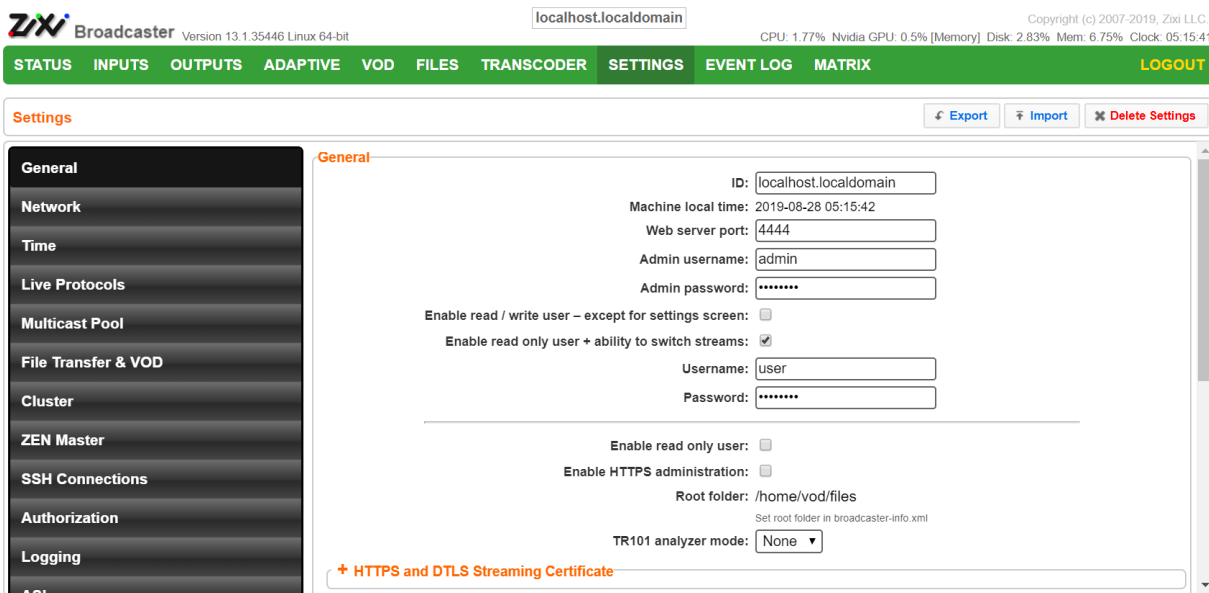 ZiXi Broadcaster Version 13.1.35446 Linux 64-bit
localhost.localdomain
Copyright (c) 2007-2019, Zixi LLC.
CPU: 1.77% Nvidia GPU: 0.5% [Memory] Disk: 2.83% Mem: 6.75% Clock: 05:15:41
STATUS INPUTS OUTPUTS ADAPTIVE VOD FILES TRANSCODER SETTINGS EVENT LOG MATRIX LOGOUT
Settings Export Import Delete Settings
General
Network
Time
Live Protocols
Multicast Pool
File Transfer & VOD
Cluster
ZEN Master
SSH Connections
Authorization
Logging
General
ID: localhost.localdomain
Machine local time: 2019-08-28 05:15:42
Web server port: 4444
Admin username: admin
Admin password: ••••••••
Enable read / write user – except for settings screen:
Enable read only user + ability to switch streams:
Username: user
Password: ••••••••
Enable read only user:
Enable HTTPS administration:
Root folder: /home/vod/files
Set root folder in broadcaster-info.xml
TR101 analyzer mode: None
+ HTTPS and DTLS Streaming Certificate